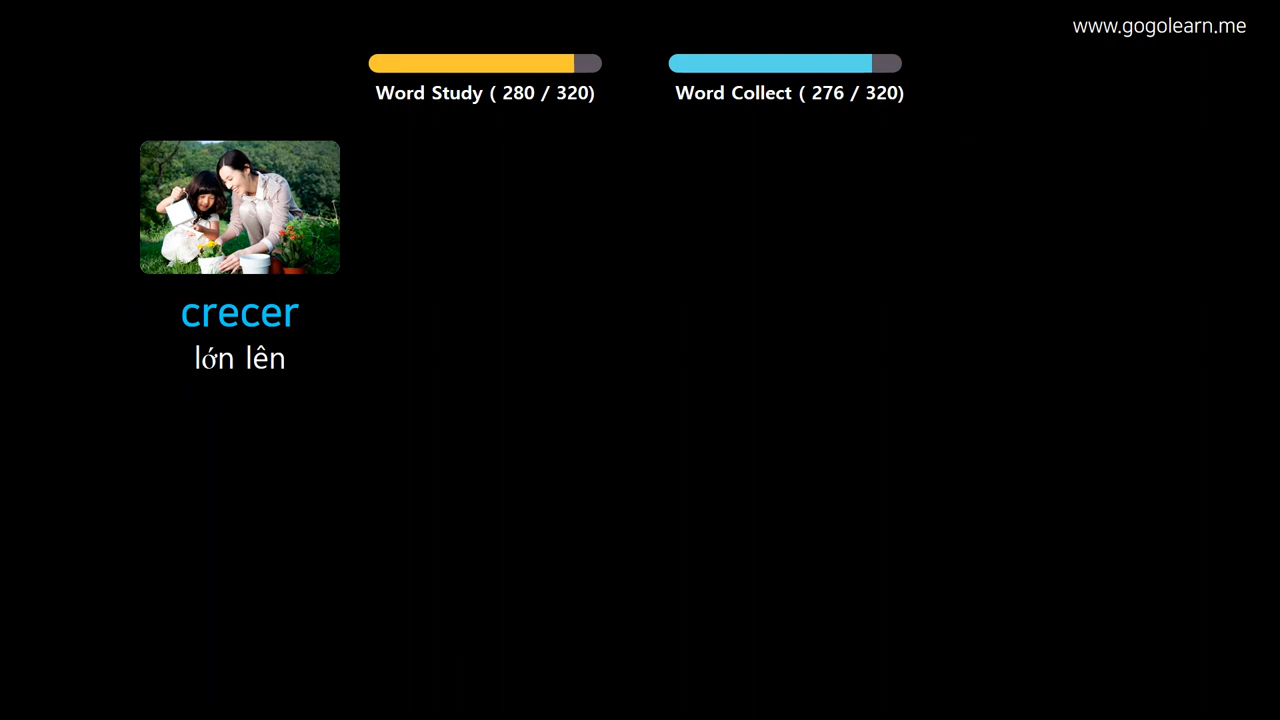 www.gogolearn.me
Word Study ( 280 / 320)
Word Collect ( 276 / 320)
crecer
lớn lên